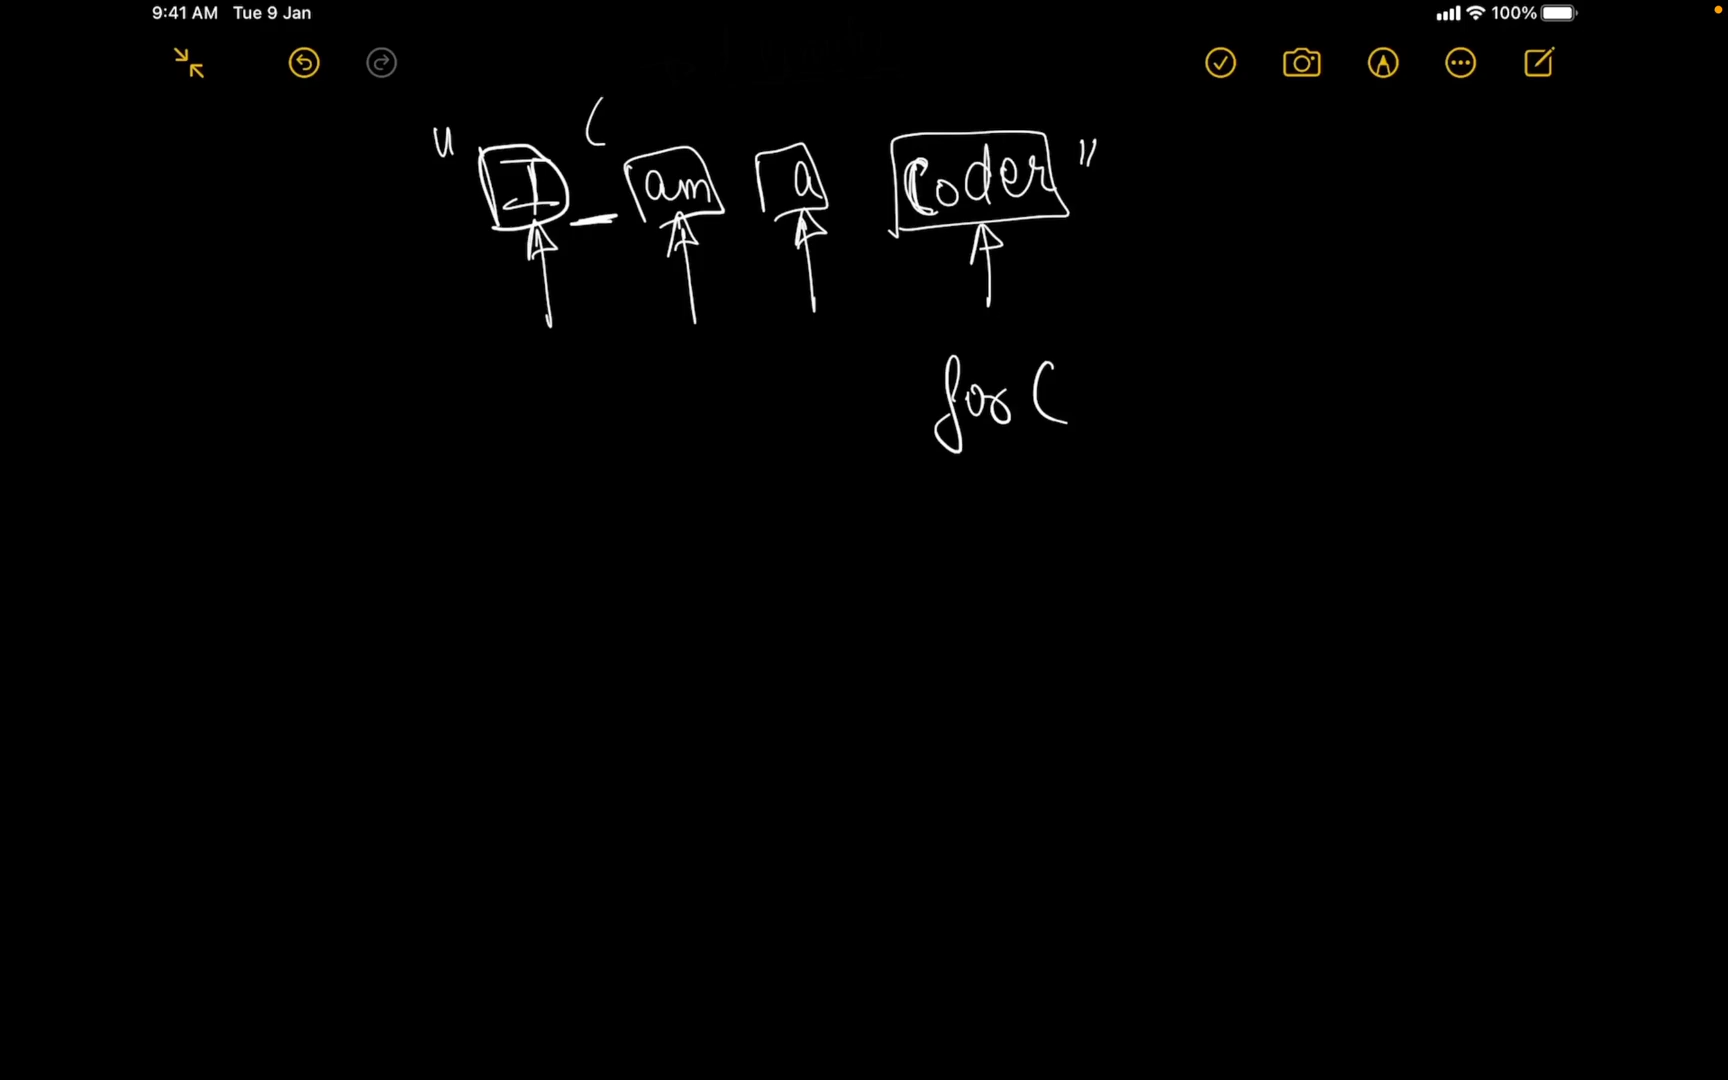 9:41 AM Tue 9 Jan
100%
" I _ ( am a Coder "
for (